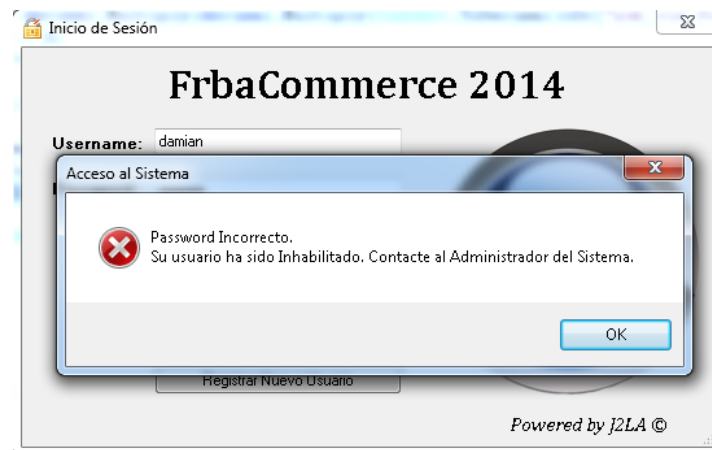 Inicio de Sesión
FrbaCommerce 2014
Username:
damian
Acceso al Sistema
Password Incorrecto.
Su usuario ha sido Inhabilitado. Contacte al Administrador del Sistema.
OK
Registrar Nuevo Usuario
Powered by J2LA ©